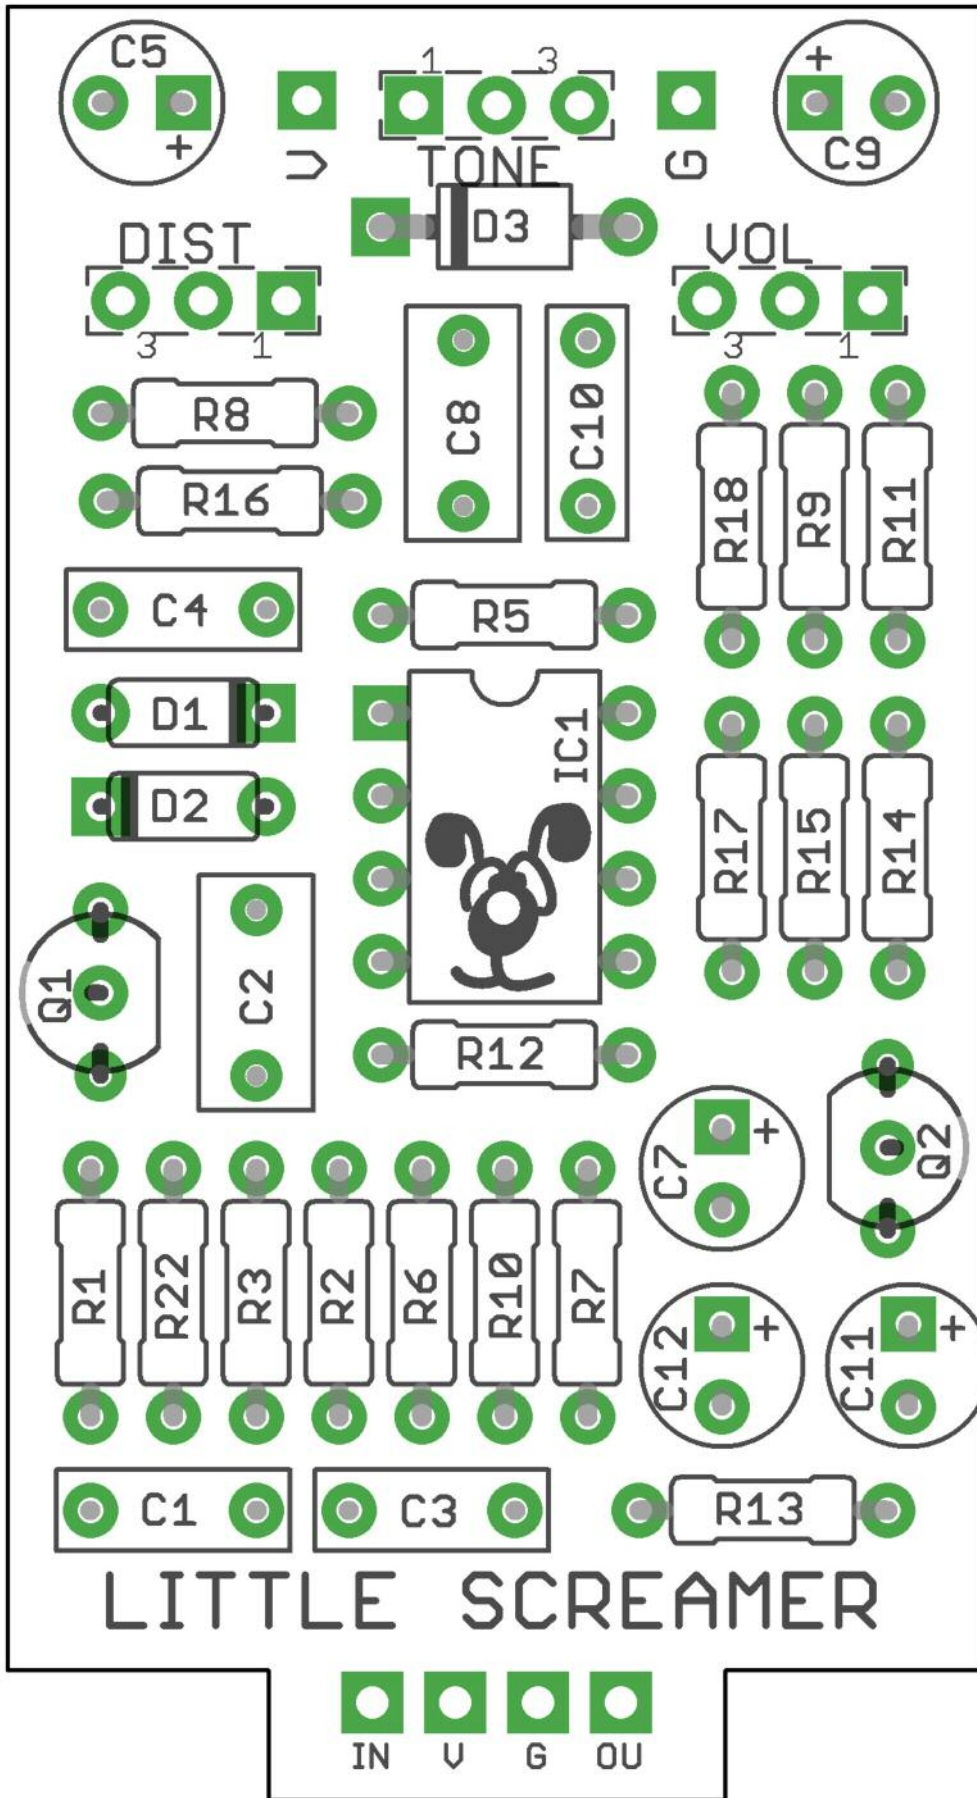 C5
+
V
1 3
TONE
G
+
C9
DIST
3 1
D3
VOL
3 1
R8
R16
C8
C10
R18
R9
R11
C4
R5
D1
D2
IC1
R17
R15
R14
Q1
C2
R12
C7
+
Q2
R1
R22
R3
R2
R6
R10
R7
C12
+
C11
+
C1
C3
R13
LITTLE SCREAMER
IN V G OU